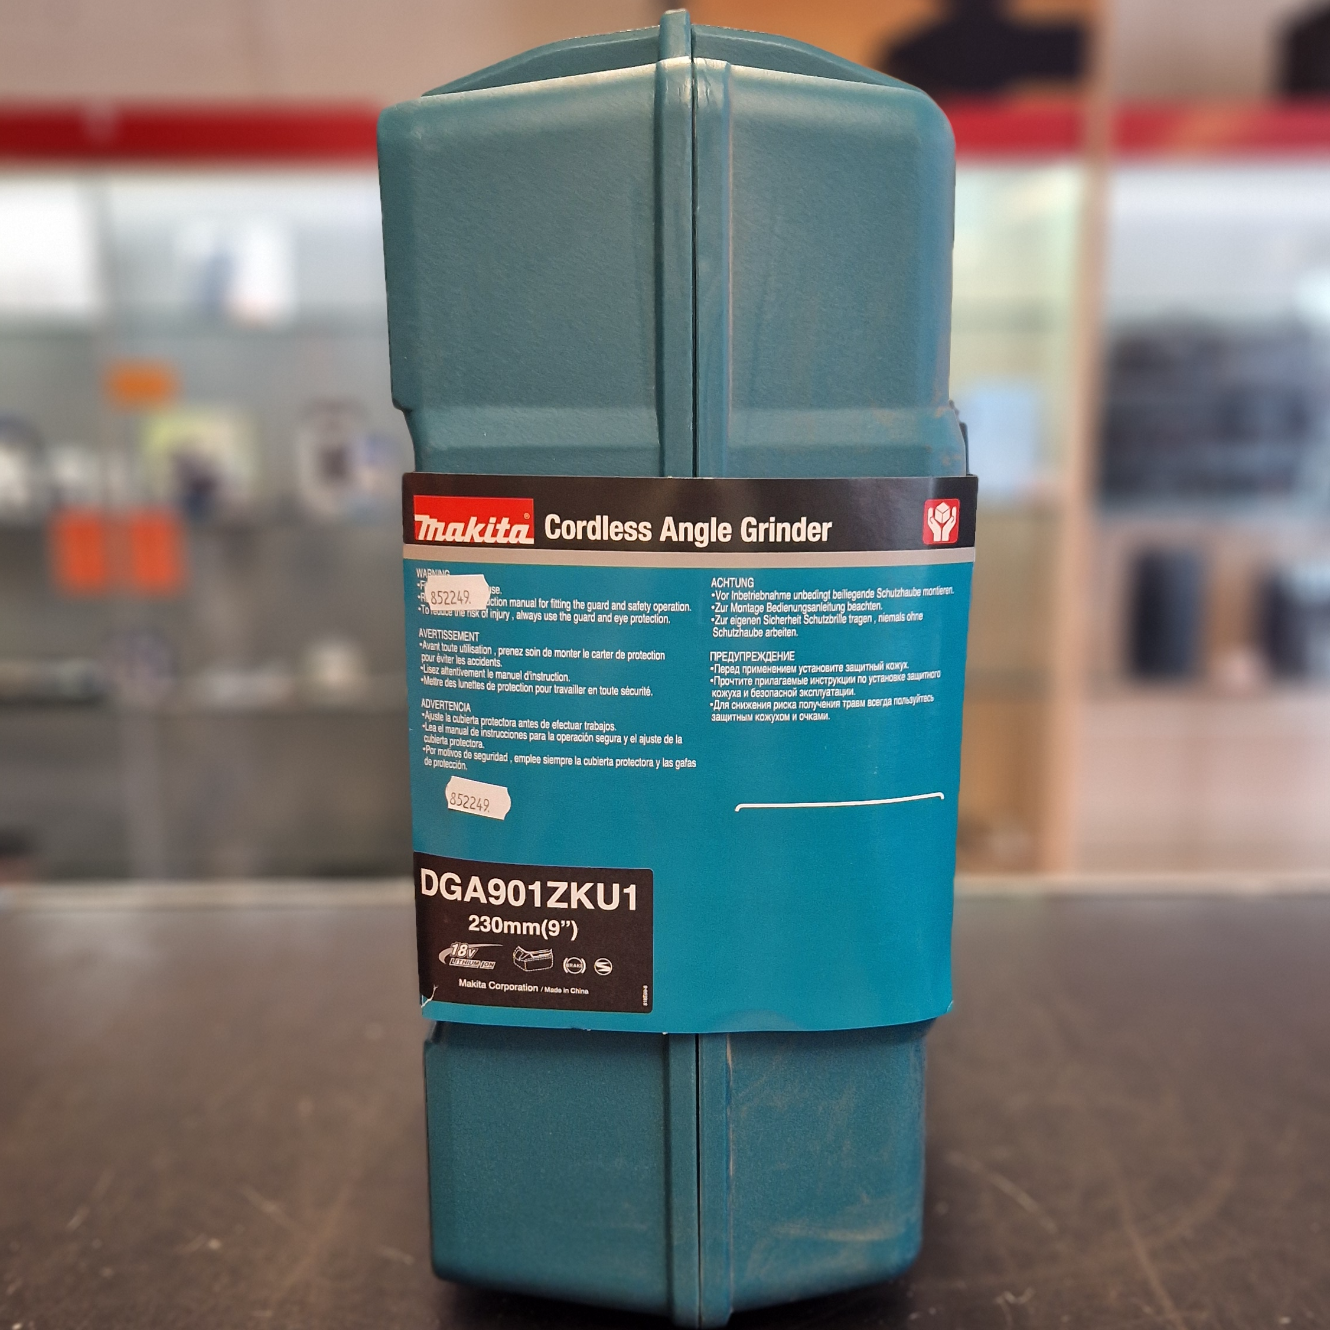 makita® Cordless Angle Grinder
WARNING
use.
852249.
ction manual for fitting the guard and safety operation.
•To reduce the risk of injury , always use the guard and eye protection.
AVERTISSEMENT
•Avant toute utilisation , prenez soin de monter le carter de protection
pour éviter les accidents.
•Lisez attentivement le manuel d'instruction.
•Mettre des lunettes de protection pour travailler en toute sécurité.
ADVERTENCIA
•Ajuste la cubierta protectora antes de efectuar trabajos.
•Lea el manual de instrucciones para la operación segura y el ajuste de la
cubierta protectora.
•Por motivos de seguridad , emplee siempre la cubierta protectora y las gafas
de protección.
852249.
ACHTUNG
•Vor Inbetriebnahme unbedingt beiliegende Schutzhaube montieren.
•Zur Montage Bedienungsanleitung beachten.
•Zur eigenen Sicherheit Schutzbrille tragen , niemals ohne
Schutzhaube arbeiten.
ПРЕДУПРЕЖДЕНИЕ
•Перед применением установите защитный кожух.
•Прочтите прилагаемые инструкции по установке защитного
кожуха и безопасной эксплуатации.
•Для снижения риска получения травм всегда пользуйтесь
защитным кожухом и очками.
DGA901ZKU1
230mm(9”)
18V
LITHIUM-ION
BRAKE
Makita Corporation / Made in China